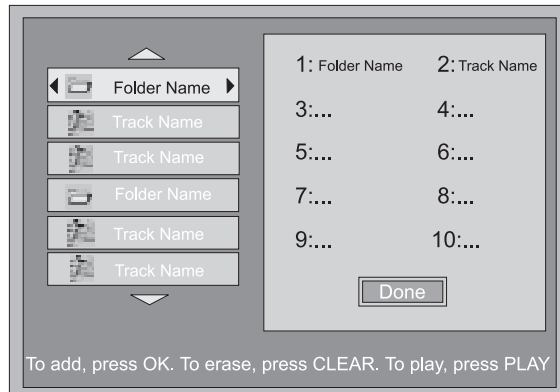 Folder Name
Track Name
Track Name
Folder Name
Track Name
Track Name
1: Folder Name 2: Track Name
3:... 4:...
5:... 6:...
7:... 8:...
9:... 10:...
Done
To add, press OK. To erase, press CLEAR. To play, press PLAY